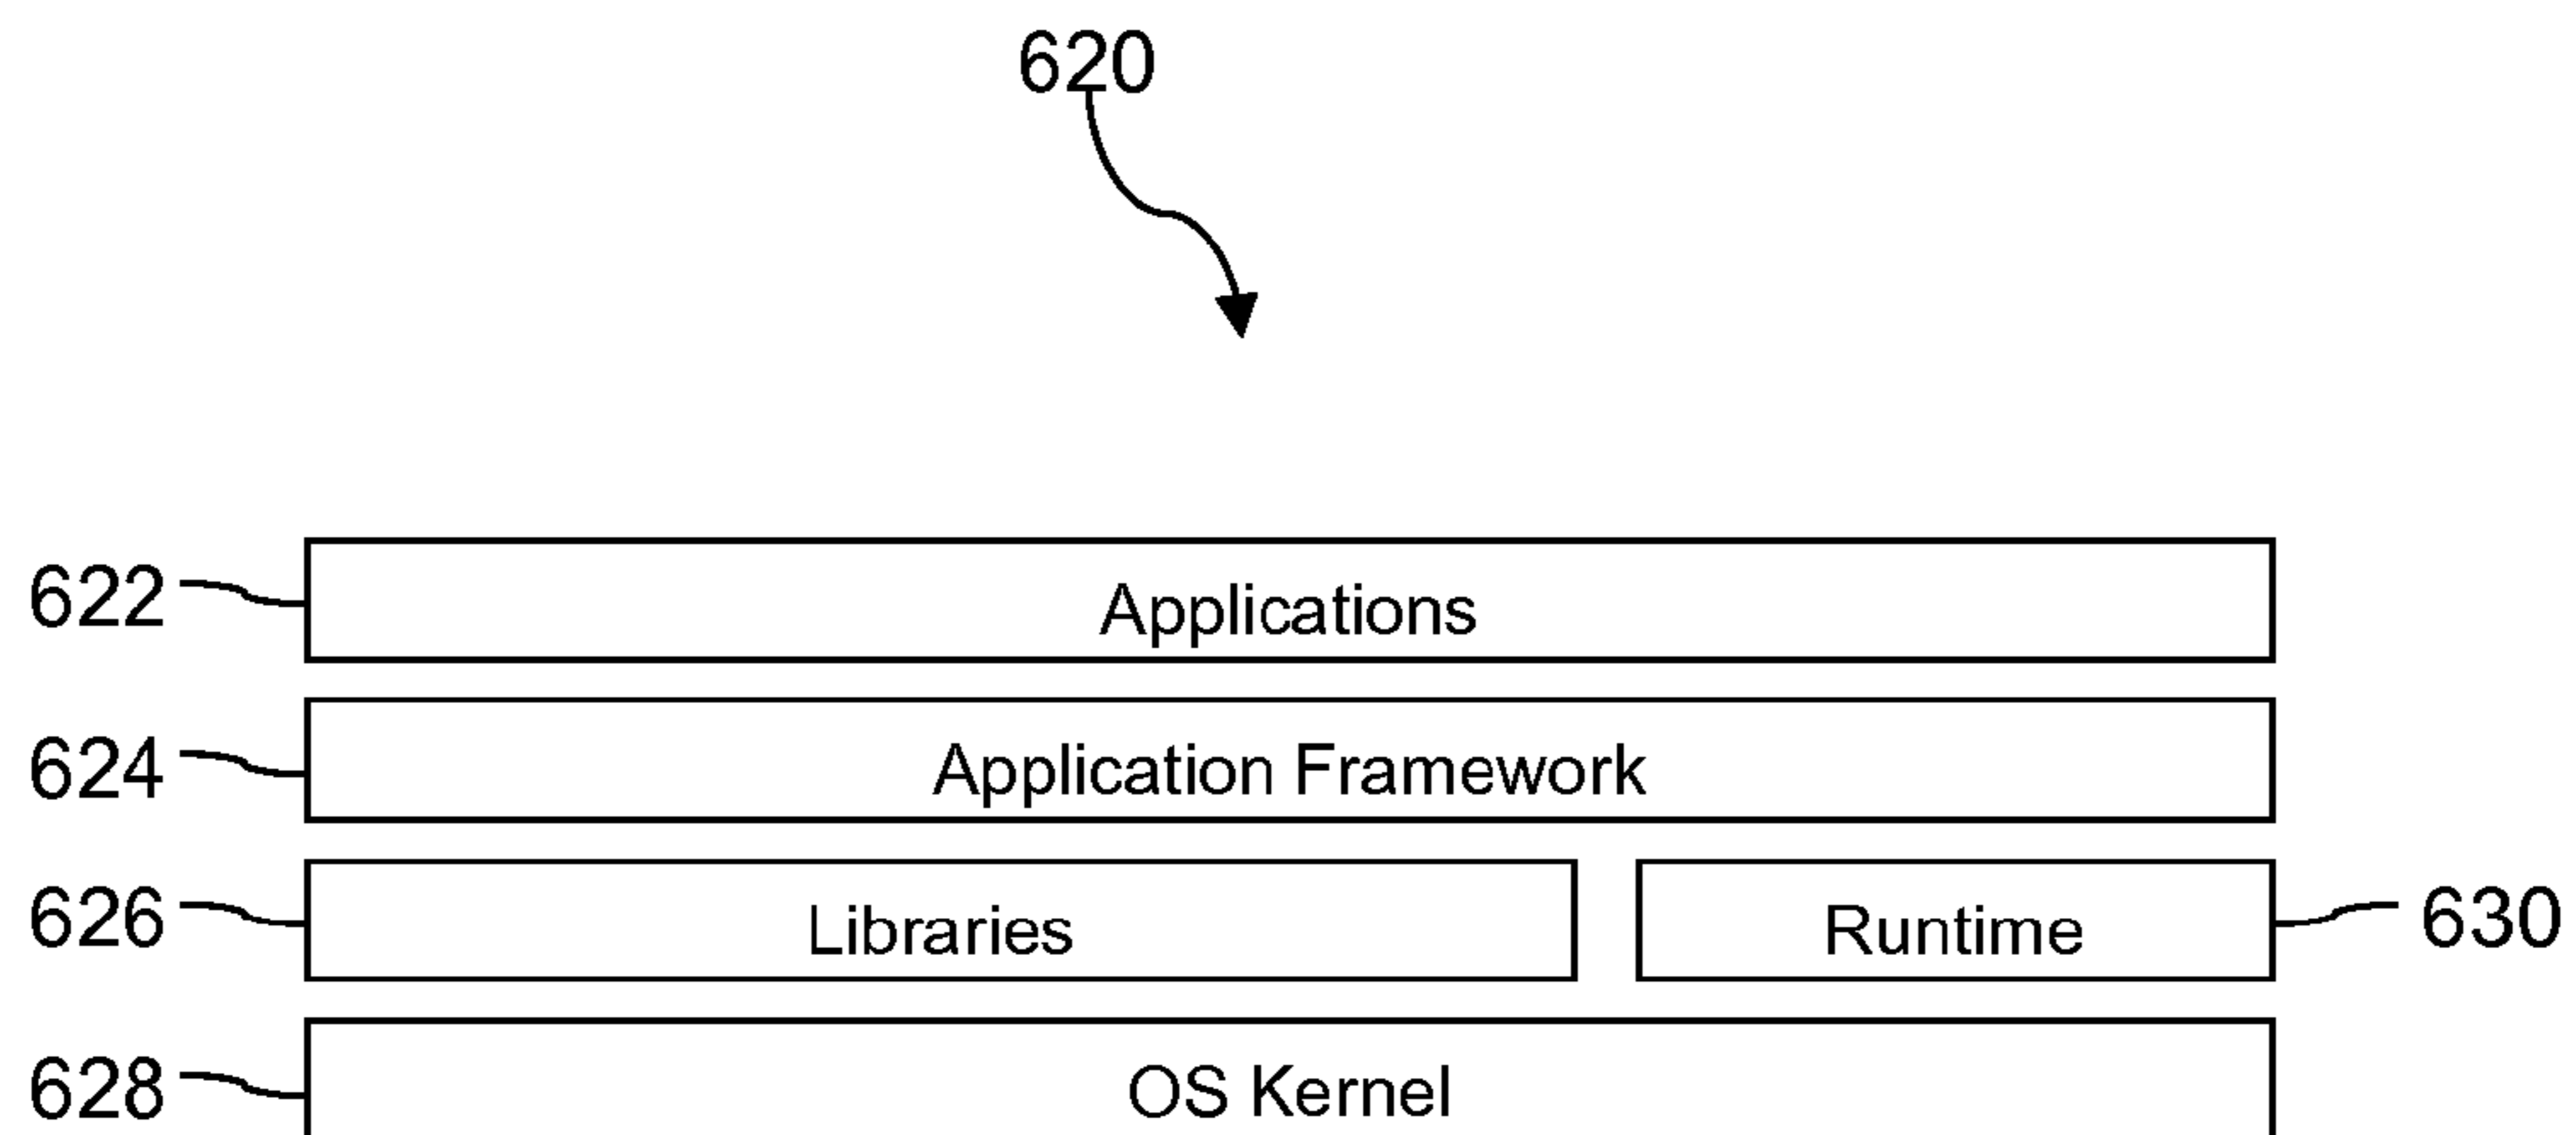 620
622 Applications
624 Application Framework
626 Libraries Runtime 630
628 OS Kernel